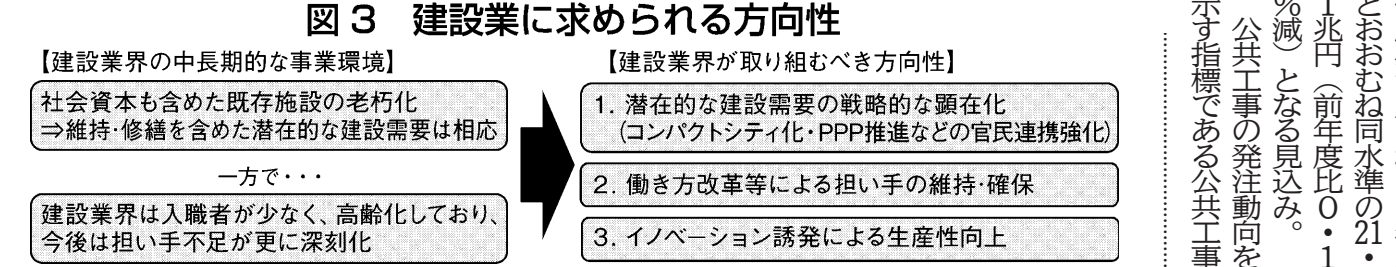 図3 建設業に求められる方向性
【建設業界の中長期的な事業環境】
社会資本も含めた既存施設の老朽化
⇒維持・修繕を含めた潜在的な建設需要は相応
一方で・・・
建設業界は入職者が少なく、高齢化しており、
今後は担い手不足が更に深刻化
【建設業界が取り組むべき方向性】
1. 潜在的な建設需要の戦略的な顕在化
(コンパクトシティ化・PPP推進などの官民連携強化)
2. 働き方改革等による担い手の維持・確保
3. イノベーション誘発による生産性向上
とおおむね同水準の21・
1兆円(前年度比0・1
%減)となる見込み。
公共工事の発注動向を
示す指標である公共工事